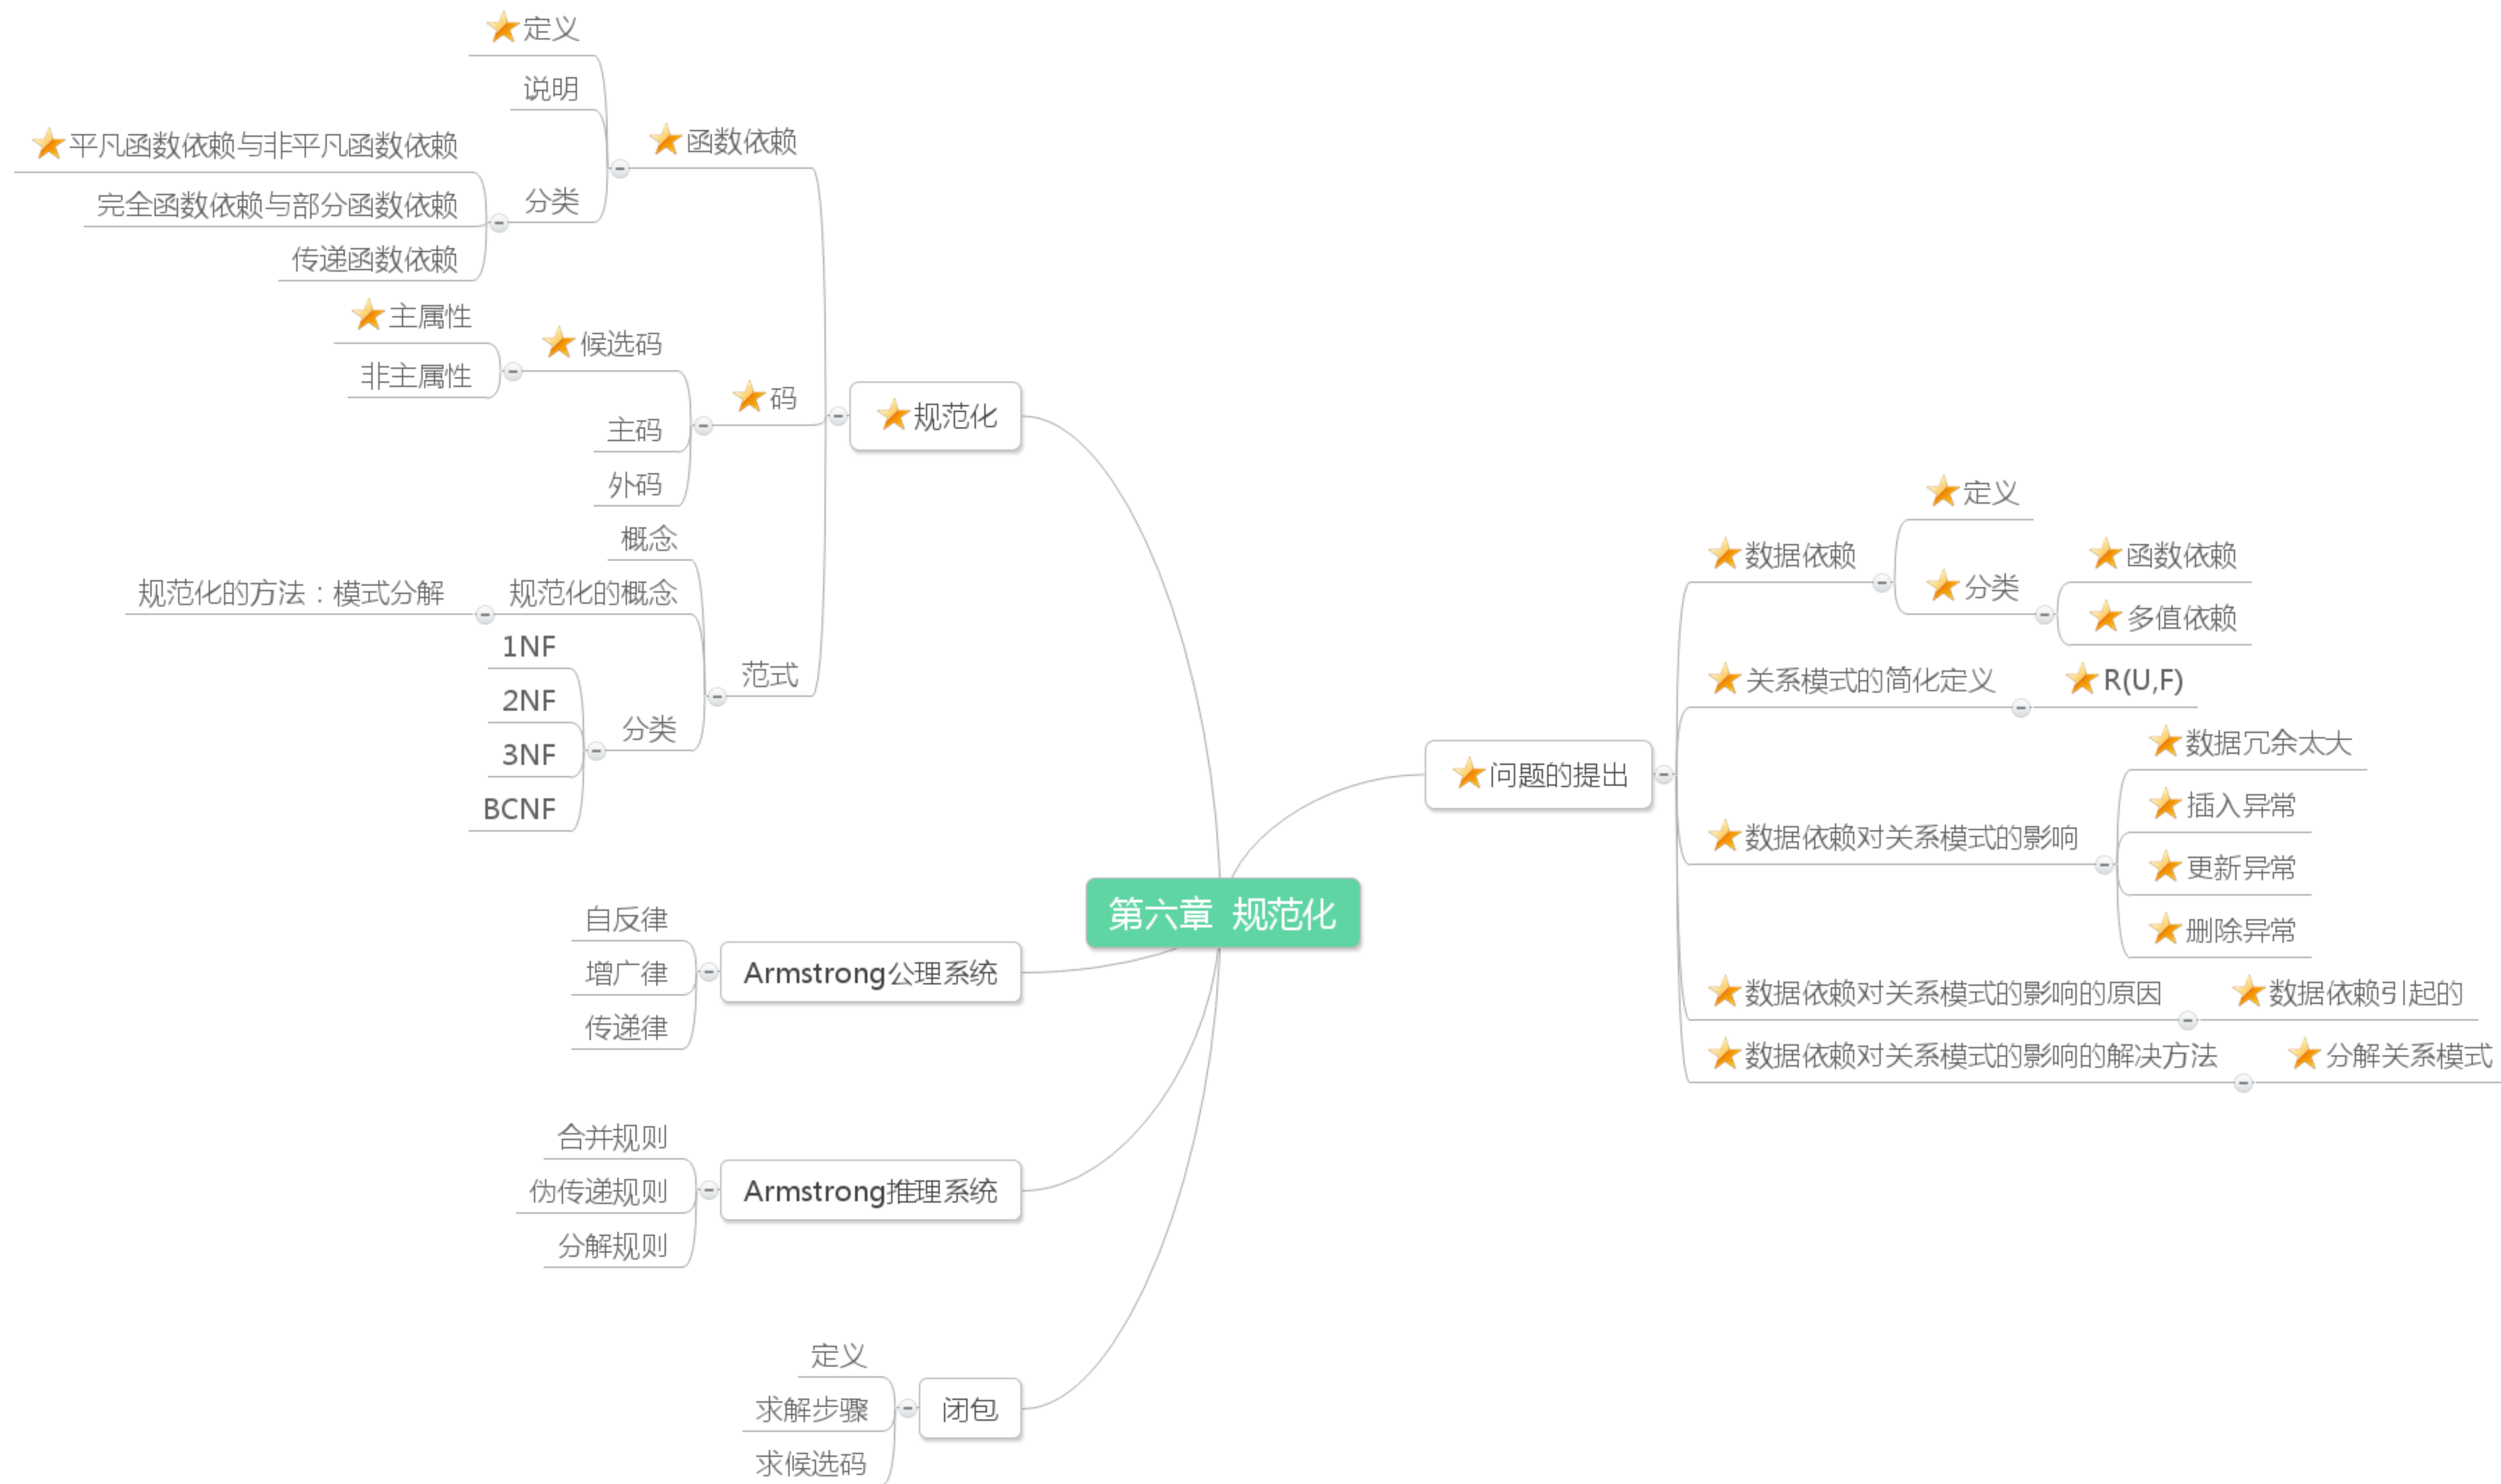 第六章 规范化
问题的提出
数据依赖
定义
分类
函数依赖
多值依赖
关系模式的简化定义
R(U,F)
数据依赖对关系模式的影响
数据冗余太大
插入异常
更新异常
删除异常
数据依赖对关系模式的影响的原因
数据依赖引起的
数据依赖对关系模式的影响的解决方法
分解关系模式
规范化
函数依赖
定义
说明
分类
平凡函数依赖与非平凡函数依赖
完全函数依赖与部分函数依赖
传递函数依赖
码
候选码
主属性
非主属性
主码
外码
范式
概念
规范化的概念
规范化的方法：模式分解
分类
1NF
2NF
3NF
BCNF
Armstrong公理系统
自反律
增广律
传递律
Armstrong推理系统
合并规则
伪传递规则
分解规则
闭包
定义
求解步骤
求候选码